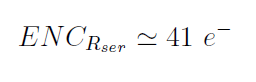 ENC_{R_{ser}} ≃ 41 e⁻